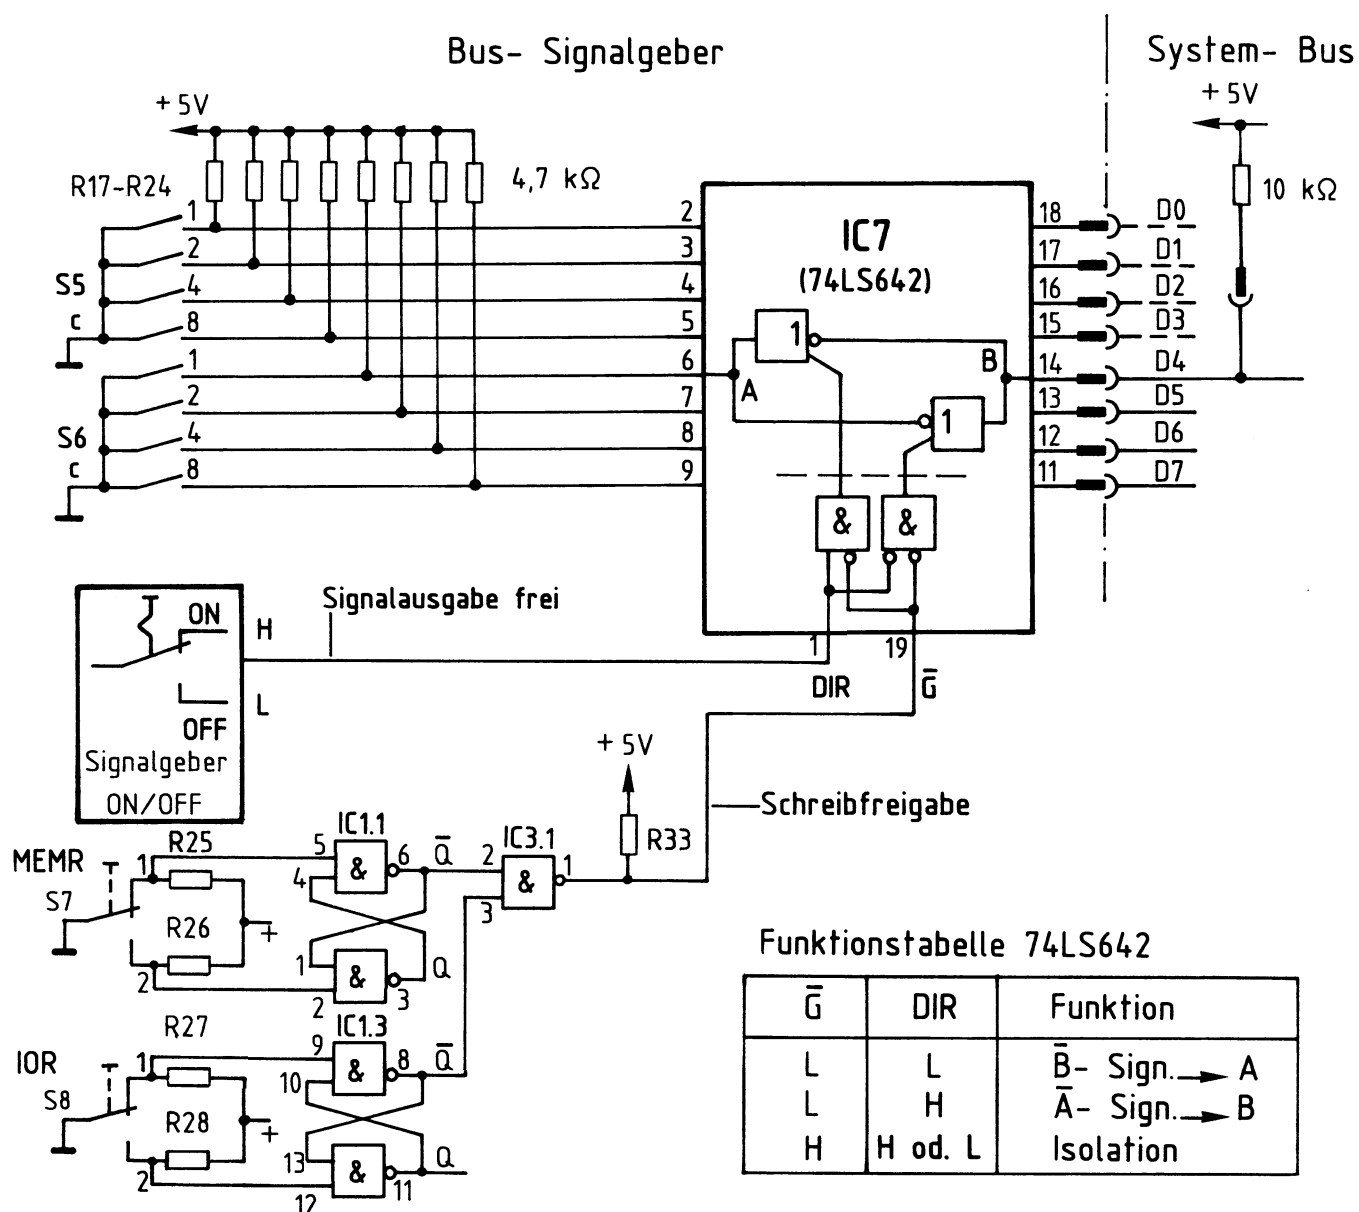 Bus- Signalgeber
System- Bus
+ 5V
+ 5V
R17-R24
4,7 kΩ
10 kΩ
S5
c
1
2
4
8
S6
c
1
2
4
8
2
3
4
5
6
7
8
9
IC7
(74LS642)
1
A
B
1
&
&
18
17
16
15
14
13
12
11
D0
D1
D2
D3
D4
D5
D6
D7
1
19
DIR
G̅
ON
H
OFF
L
Signalgeber
ON/OFF
Signalausgabe frei
+ 5V
R33
Schreibfreigabe
MEMR
S7
1
2
R25
R26
+
IC1.1
5
4
&
6
Q̅
1
2
&
3
Q
IC3.1
2
3
&
1
IOR
S8
1
2
R27
R28
+
IC1.3
9
10
&
8
Q̅
13
12
&
11
Q
Funktionstabelle 74LS642
G̅ DIR Funktion
L L B̅- Sign. → A
L H A̅- Sign. → B
H H od. L Isolation